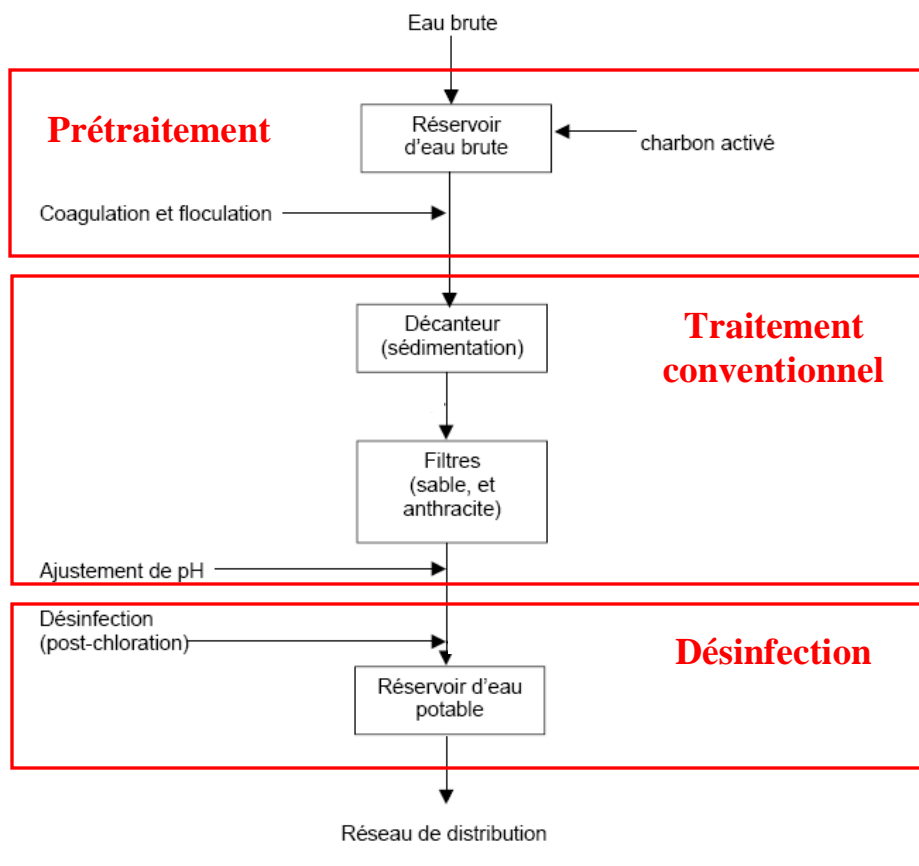 Eau brute
Prétraitement
Réservoir
d'eau brute
charbon activé
Coagulation et floculation
Décanteur
(sédimentation)
Traitement
conventionnel
Filtres
(sable, et
anthracite)
Ajustement de pH
Désinfection
(post-chloration)
Désinfection
Réservoir d'eau
potable
Réseau de distribution